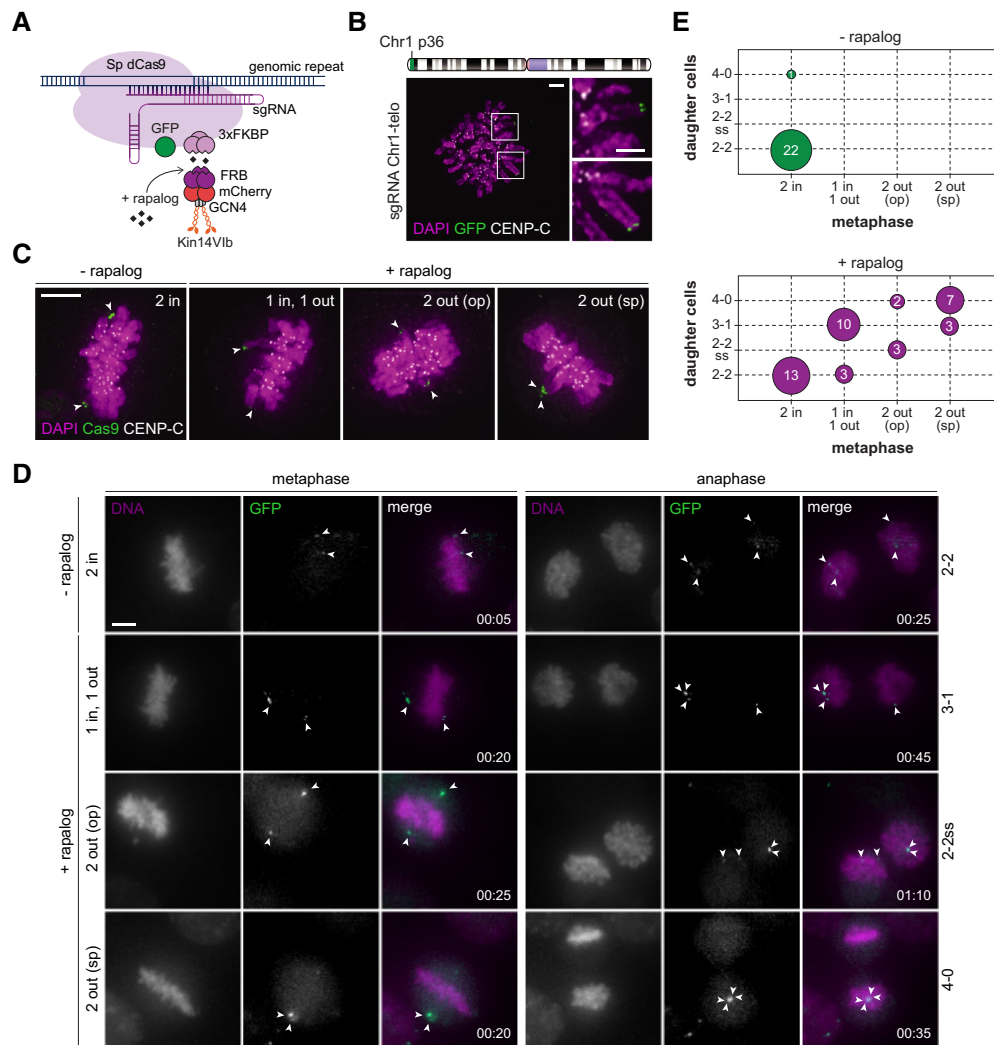 A
Sp dCas9
genomic repeat
sgRNA
GFP
3xFKBP
+ rapalog
FRB
mCherry
GCN4
Kin14VIb
B
Chr1 p36
sgRNA Chr1-telo
DAPI GFP CENP-C
C
- rapalog
+ rapalog
2 in
1 in, 1 out
2 out (op)
2 out (sp)
DAPI Cas9 CENP-C
E
- rapalog
daughter cells
4-0
3-1
2-2
ss
2-2
1
22
2 in
1 in
1 out
2 out
(op)
2 out
(sp)
metaphase
+ rapalog
daughter cells
4-0
3-1
2-2
ss
2-2
2
7
10
3
3
13
3
2 in
1 in
1 out
2 out
(op)
2 out
(sp)
metaphase
D
metaphase
anaphase
DNA
GFP
merge
DNA
GFP
merge
- rapalog
2 in
00:05
00:25
2-2
+ rapalog
1 in, 1 out
00:20
00:45
3-1
2 out (op)
00:25
01:10
2-2ss
2 out (sp)
00:20
00:35
4-0